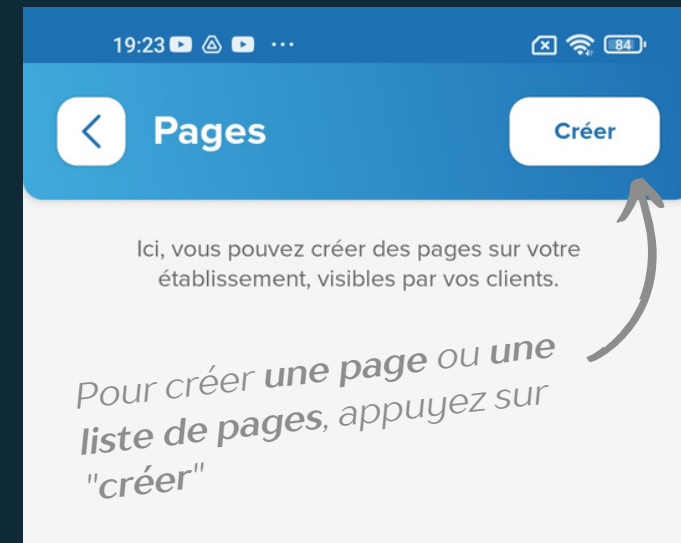 19:23 ...
84
Pages
Créer
Ici, vous pouvez créer des pages sur votre
établissement, visibles par vos clients.
Pour créer une page ou une
liste de pages, appuyez sur
"créer"